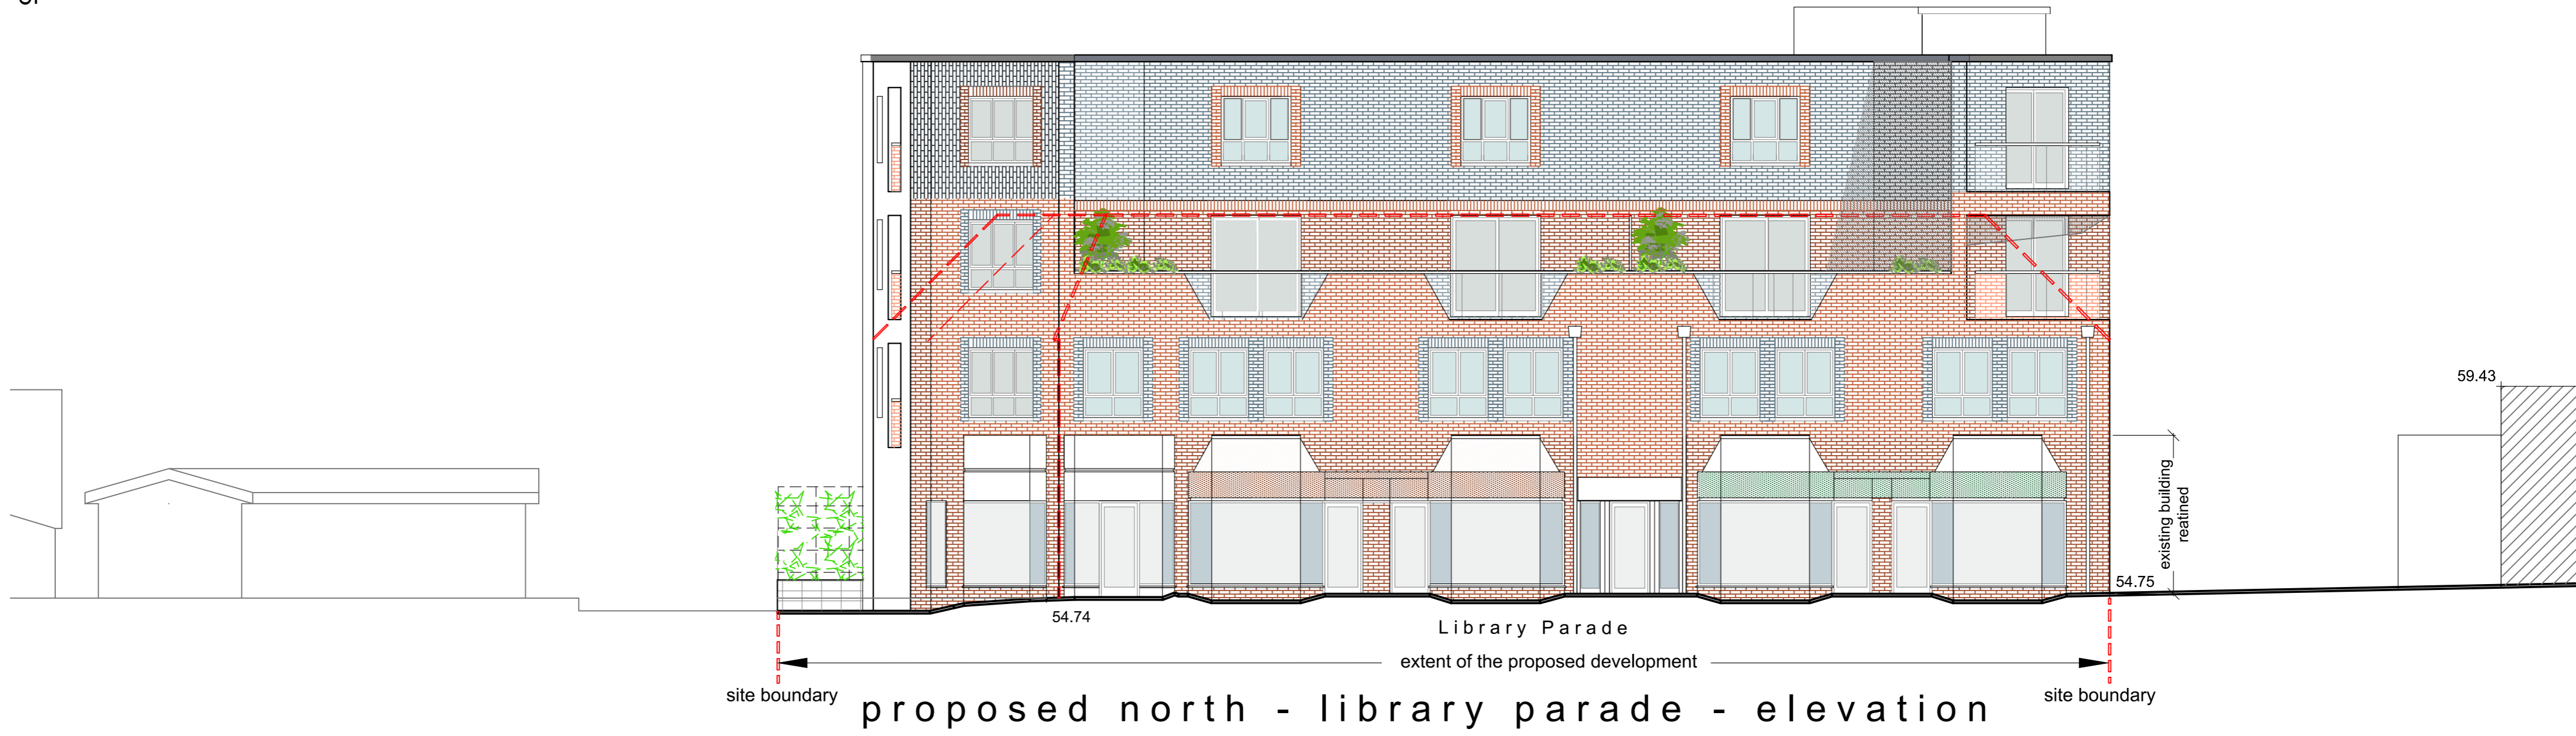 59.43
existing building
reatined
54.75
54.74
Library Parade
extent of the proposed development
site boundary
site boundary
proposed north - library parade - elevation